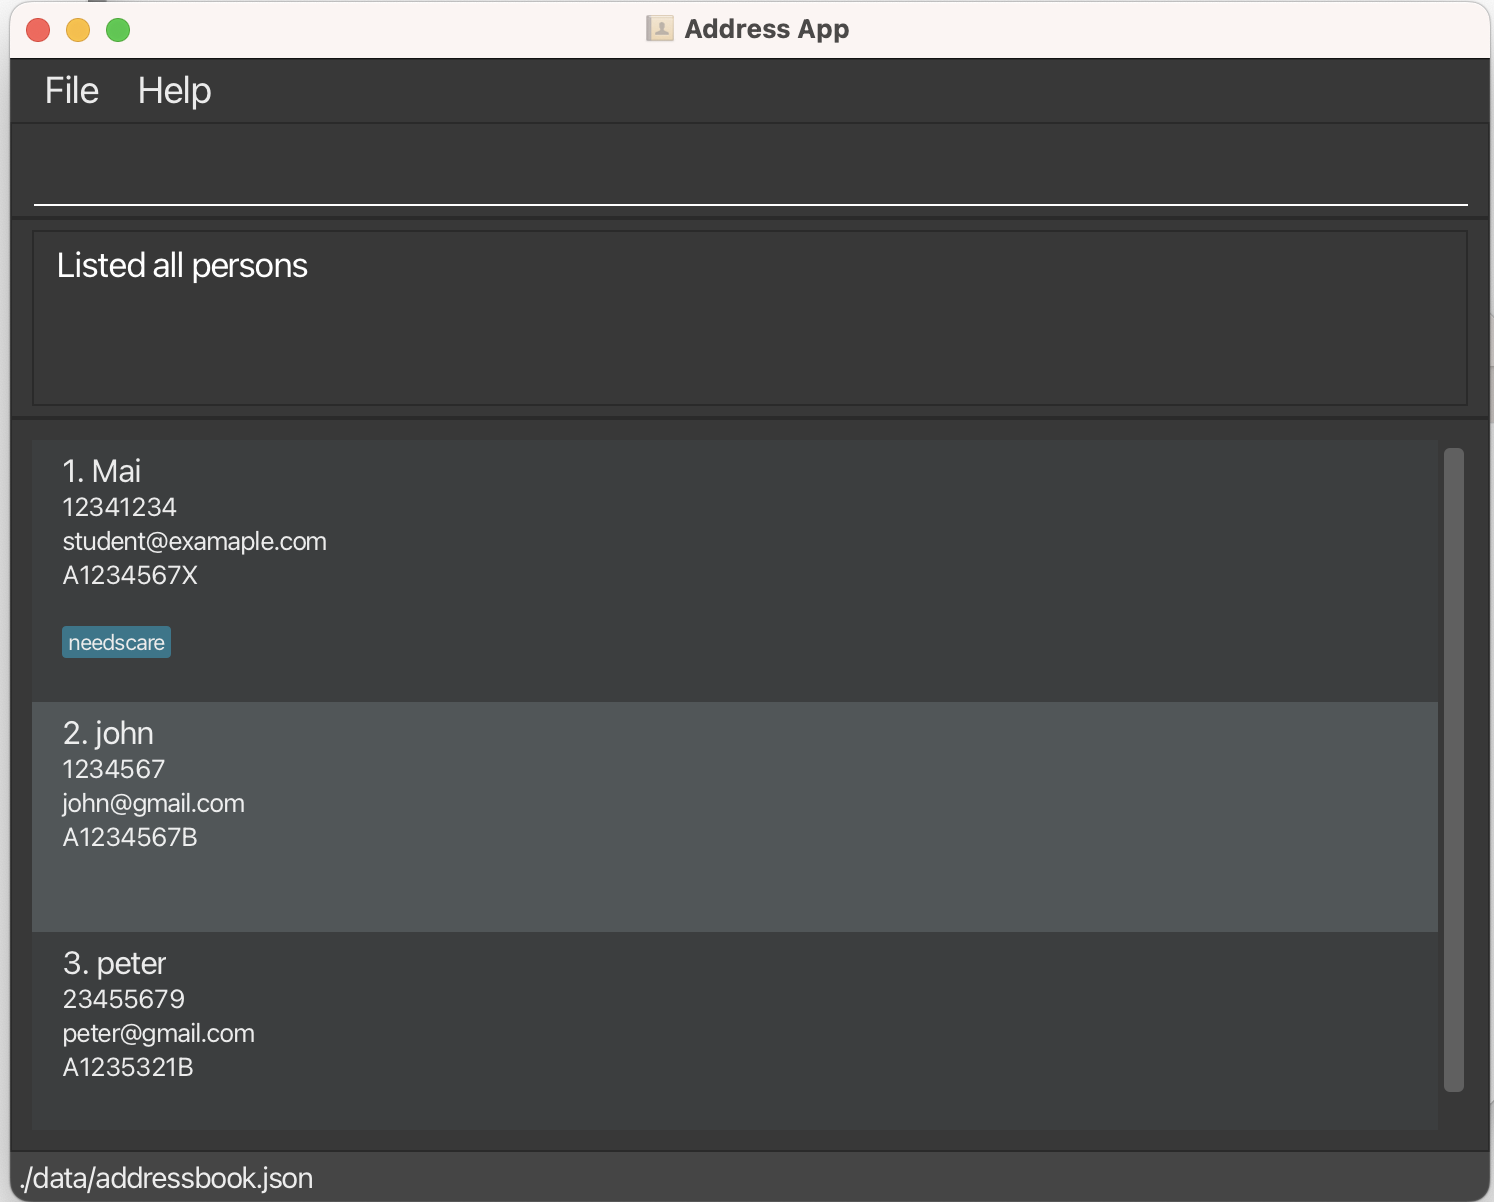 Address App
File Help
Listed all persons
1. Mai
12341234
student@examaple.com
A1234567X
needscare
2. john
1234567
john@gmail.com
A1234567B
3. peter
23455679
peter@gmail.com
A1235321B
./data/addressbook.json